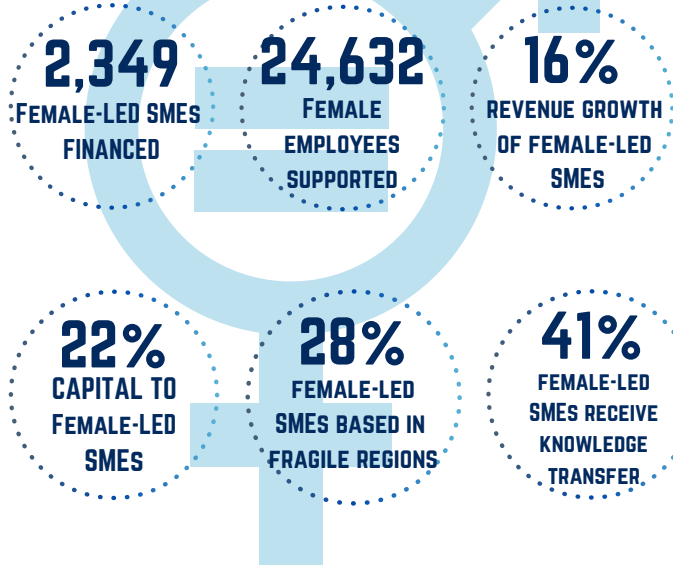 2,349
Female-led SMEs
financed
24,632
Female
employees
supported
16%
revenue growth
of female-led
SMEs
22%
capital to
Female-led
SMEs
28%
female-led
SMEs based in
fragile regions
41%
female-led
SMEs receive
knowledge
transfer